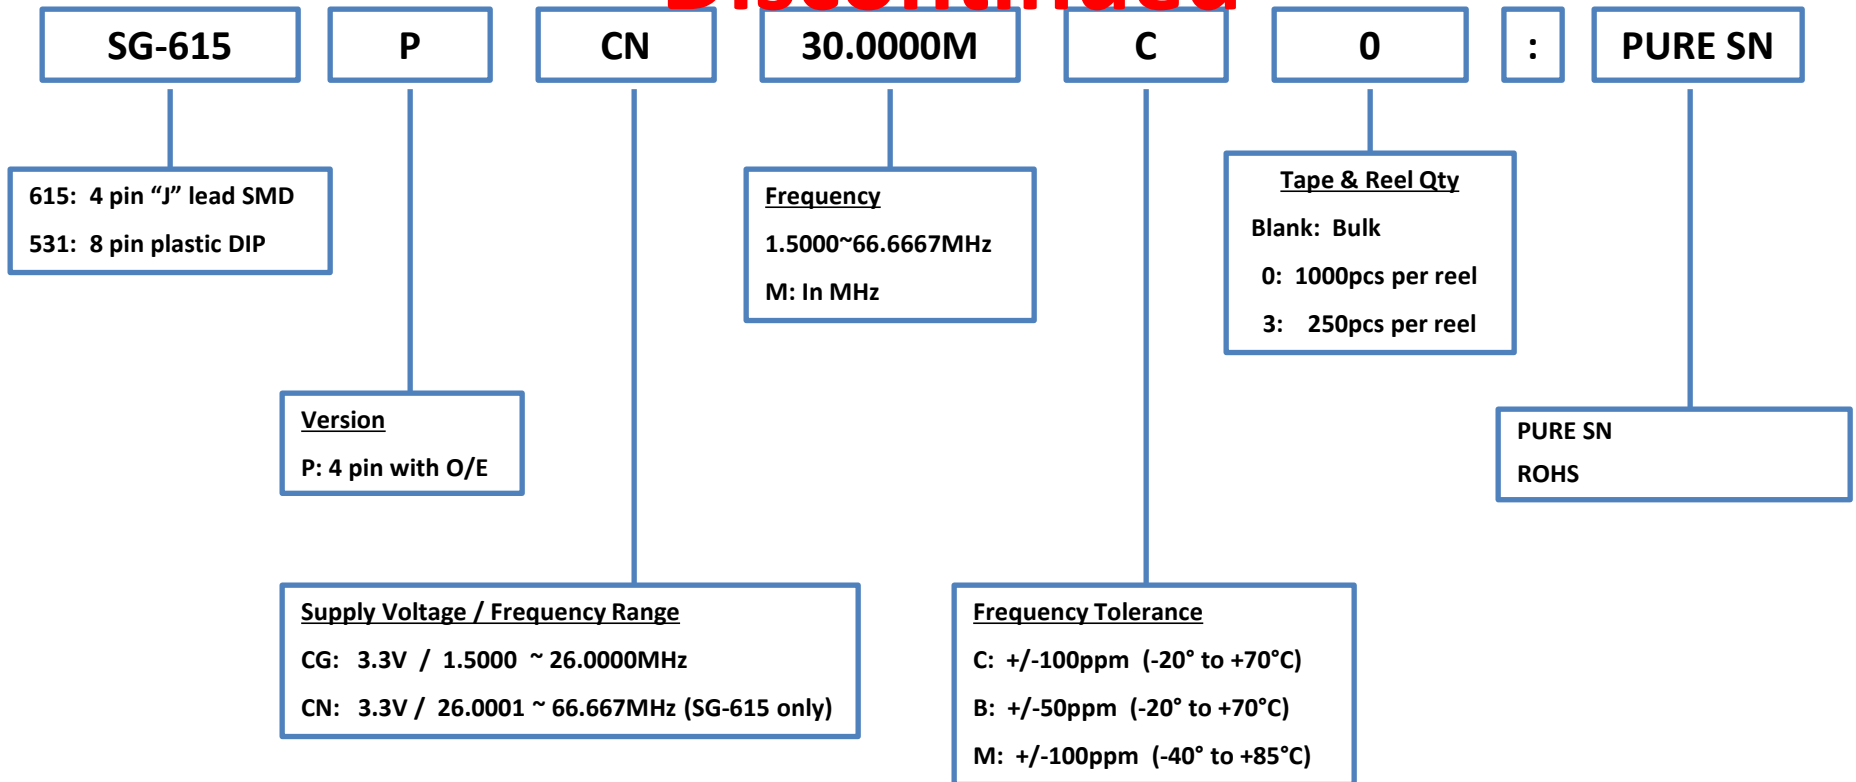 Discontinued
SG-615 P CN 30.0000M C 0 : PURE SN
615: 4 pin “J” lead SMD
531: 8 pin plastic DIP
Frequency
1.5000~66.6667MHz
M: In MHz
Tape & Reel Qty
Blank: Bulk
0: 1000pcs per reel
3: 250pcs per reel
Version
P: 4 pin with O/E
PURE SN
ROHS
Supply Voltage / Frequency Range
CG: 3.3V / 1.5000 ~ 26.0000MHz
CN: 3.3V / 26.0001 ~ 66.667MHz (SG-615 only)
Frequency Tolerance
C: +/-100ppm (-20° to +70°C)
B: +/-50ppm (-20° to +70°C)
M: +/-100ppm (-40° to +85°C)